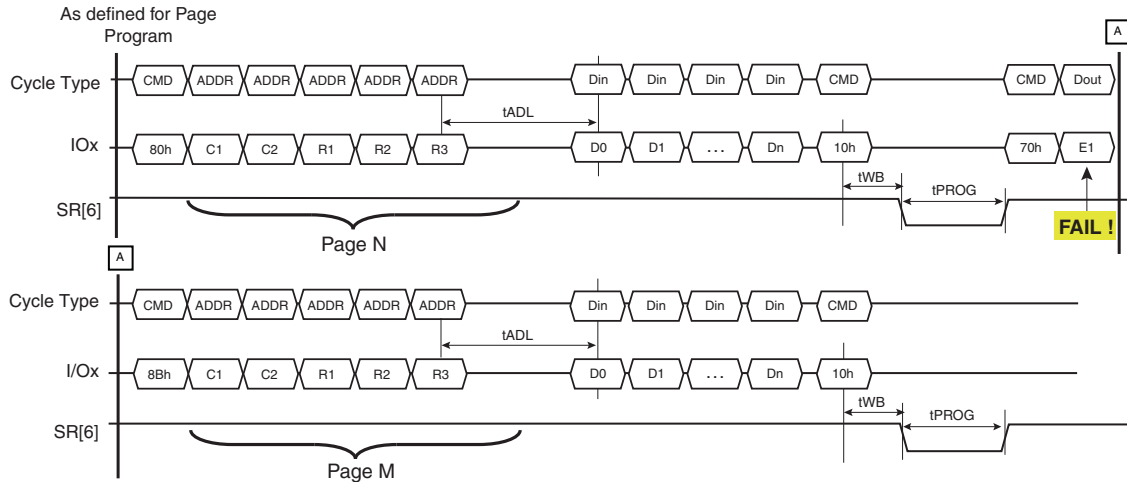 As defined for Page
Program
A
Cycle Type
CMD ADDR ADDR ADDR ADDR ADDR Din Din Din Din CMD CMD Dout
tADL
IOx
80h C1 C2 R1 R2 R3 D0 D1 ... Dn 10h 70h E1
tWB tPROG
SR[6]
Page N
FAIL !
A
Cycle Type
CMD ADDR ADDR ADDR ADDR ADDR Din Din Din Din CMD
tADL
I/Ox
8Bh C1 C2 R1 R2 R3 D0 D1 ... Dn 10h
tWB tPROG
SR[6]
Page M